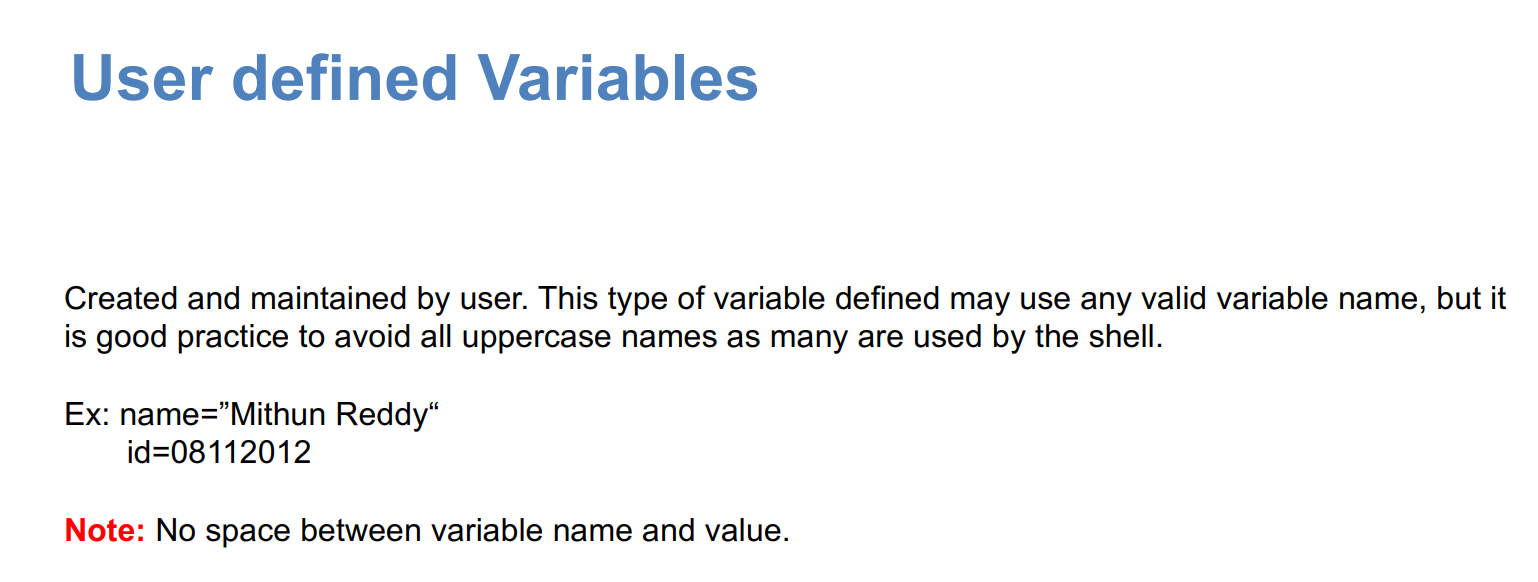 User defined Variables
Created and maintained by user. This type of variable defined may use any valid variable name, but it
is good practice to avoid all uppercase names as many are used by the shell.
Ex: name=”Mithun Reddy“
id=08112012
Note: No space between variable name and value.